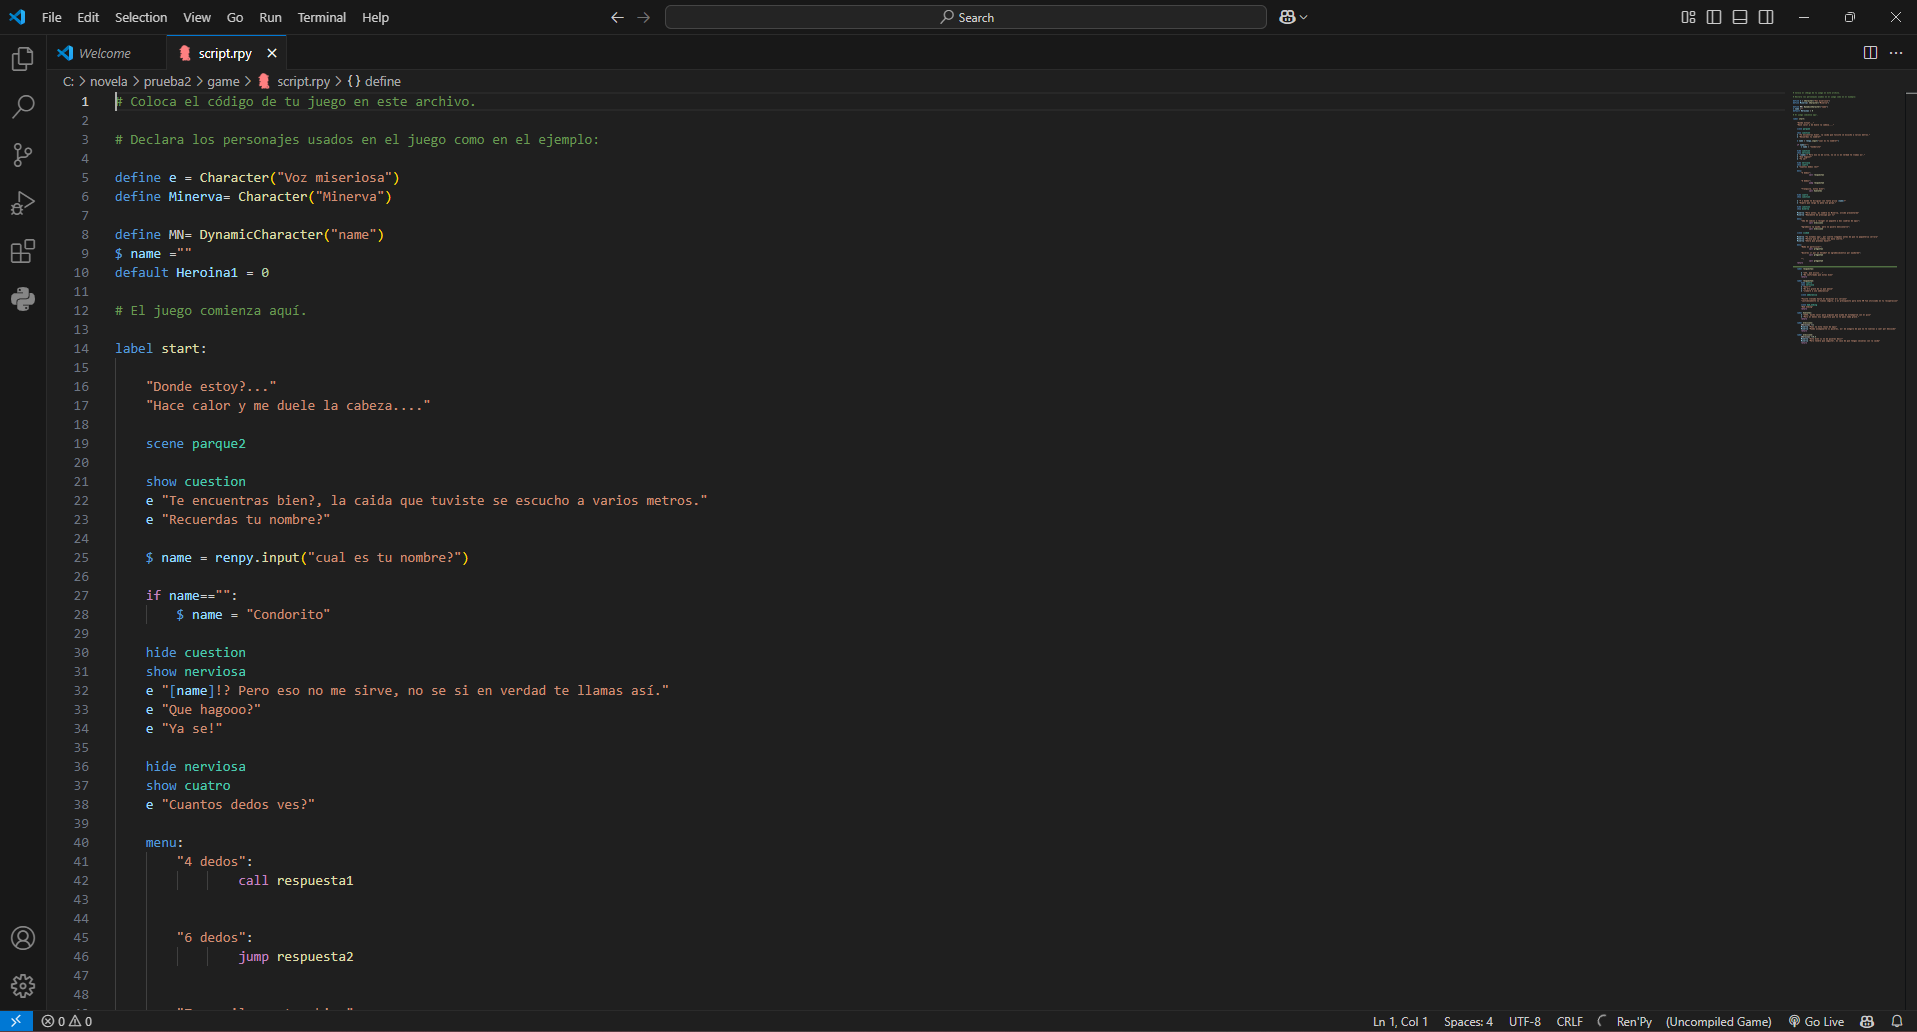 File Edit Selection View Go Run Terminal Help
Search
Welcome
script.rpy
C: > novela > prueba2 > game > script.rpy > {} define
1 # Coloca el código de tu juego en este archivo.
2
3 # Declara los personajes usados en el juego como en el ejemplo:
4
5 define e = Character("Voz miseriosa")
6 define Minerva= Character("Minerva")
7
8 define MN= DynamicCharacter("name")
9 $ name =""
10 default Heroina1 = 0
11
12 # El juego comienza aquí.
13
14 label start:
15
16 "Donde estoy?..."
17 "Hace calor y me duele la cabeza...."
18
19 scene parque2
20
21 show cuestion
22 e "Te encuentras bien?, la caida que tuviste se escucho a varios metros."
23 e "Recuerdas tu nombre?"
24
25 $ name = renpy.input("cual es tu nombre?")
26
27 if name=="":
28 $ name = "Condorito"
29
30 hide cuestion
31 show nerviosa
32 e "[name]!? Pero eso no me sirve, no se si en verdad te llamas así."
33 e "Que hagooo?"
34 e "Ya se!"
35
36 hide nerviosa
37 show cuatro
38 e "Cuantos dedos ves?"
39
40 menu:
41 "4 dedos":
42 call respuesta1
43
44
45 "6 dedos":
46 jump respuesta2
47
48
0 0
Ln 1, Col 1 Spaces: 4 UTF-8 CRLF Ren'Py (Uncompiled Game) Go Live